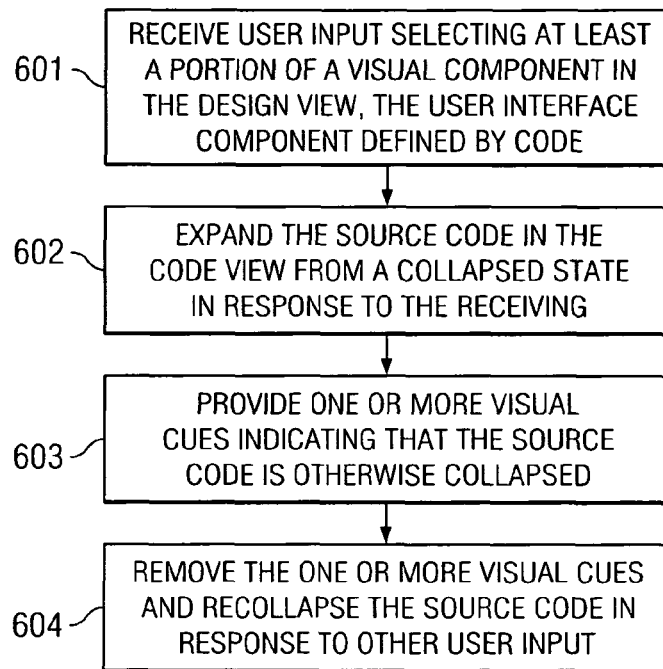 601
RECEIVE USER INPUT SELECTING AT LEAST
A PORTION OF A VISUAL COMPONENT IN
THE DESIGN VIEW, THE USER INTERFACE
COMPONENT DEFINED BY CODE
602
EXPAND THE SOURCE CODE IN THE
CODE VIEW FROM A COLLAPSED STATE
IN RESPONSE TO THE RECEIVING
603
PROVIDE ONE OR MORE VISUAL
CUES INDICATING THAT THE SOURCE
CODE IS OTHERWISE COLLAPSED
604
REMOVE THE ONE OR MORE VISUAL CUES
AND RECOLLAPSE THE SOURCE CODE IN
RESPONSE TO OTHER USER INPUT